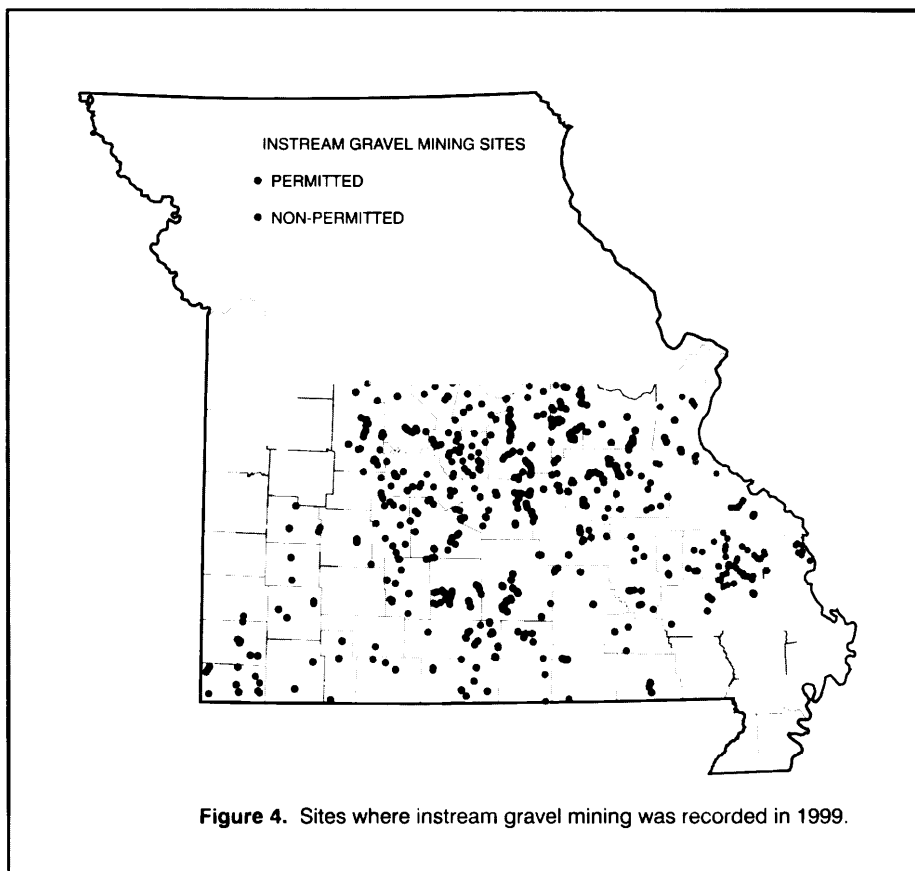 INSTREAM GRAVEL MINING SITES
• PERMITTED
• NON-PERMITTED
Figure 4. Sites where instream gravel mining was recorded in 1999.